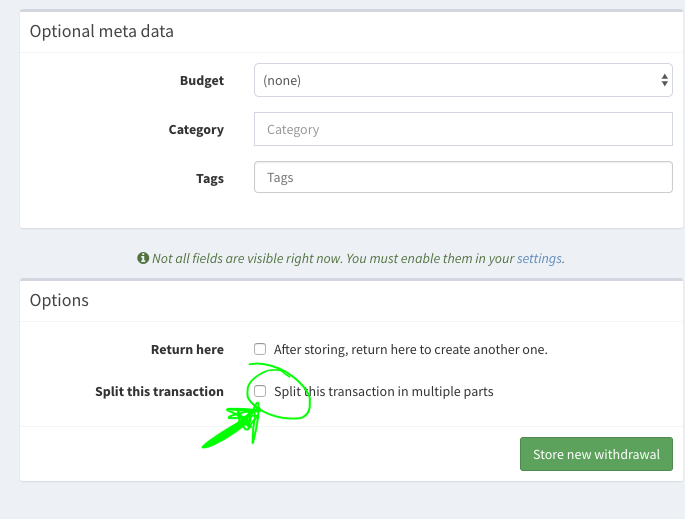 Optional meta data
Budget (none)
Category Category
Tags Tags
Not all fields are visible right now. You must enable them in your settings.
Options
Return here After storing, return here to create another one.
Split this transaction Split this transaction in multiple parts
Store new withdrawal